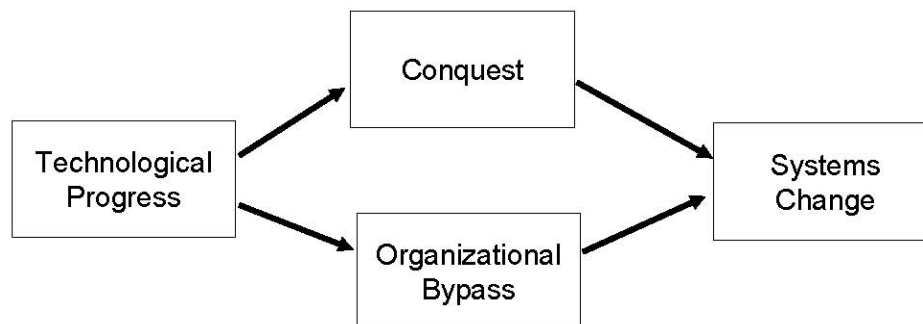 Conquest
Technological
Progress
Systems
Change
Organizational
Bypass